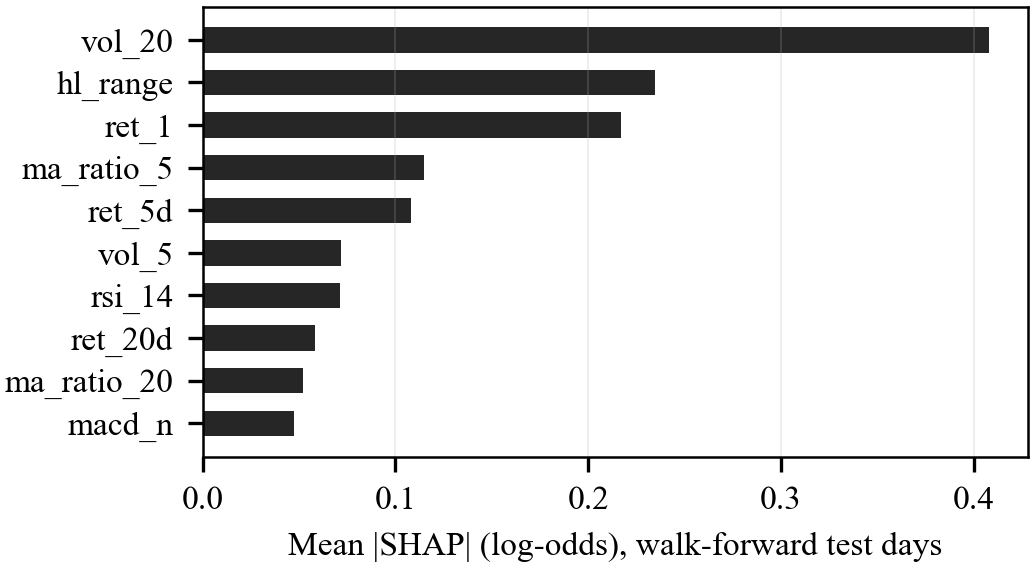 vol_20
hl_range
ret_1
ma_ratio_5
ret_5d
vol_5
rsi_14
ret_20d
ma_ratio_20
macd_n
0.0 0.1 0.2 0.3 0.4
Mean |SHAP| (log-odds), walk-forward test days